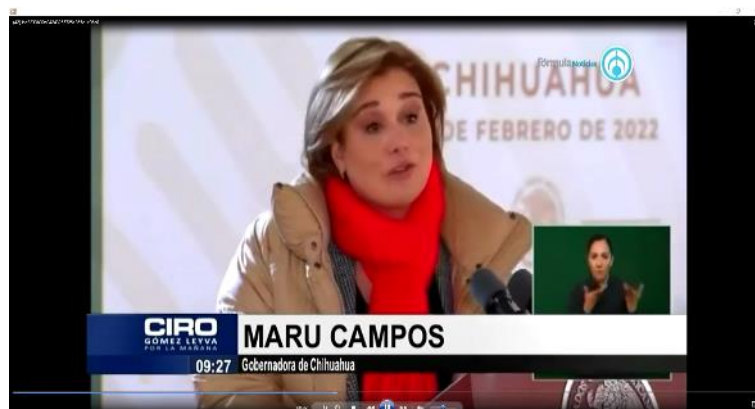 Fórmula Noticias
CHIHUAHUA
DE FEBRERO DE 2022
CIRO
GÓMEZ LEYVA
POR LA MAÑANA
MARU CAMPOS
09:27 Gobernadora de Chihuahua